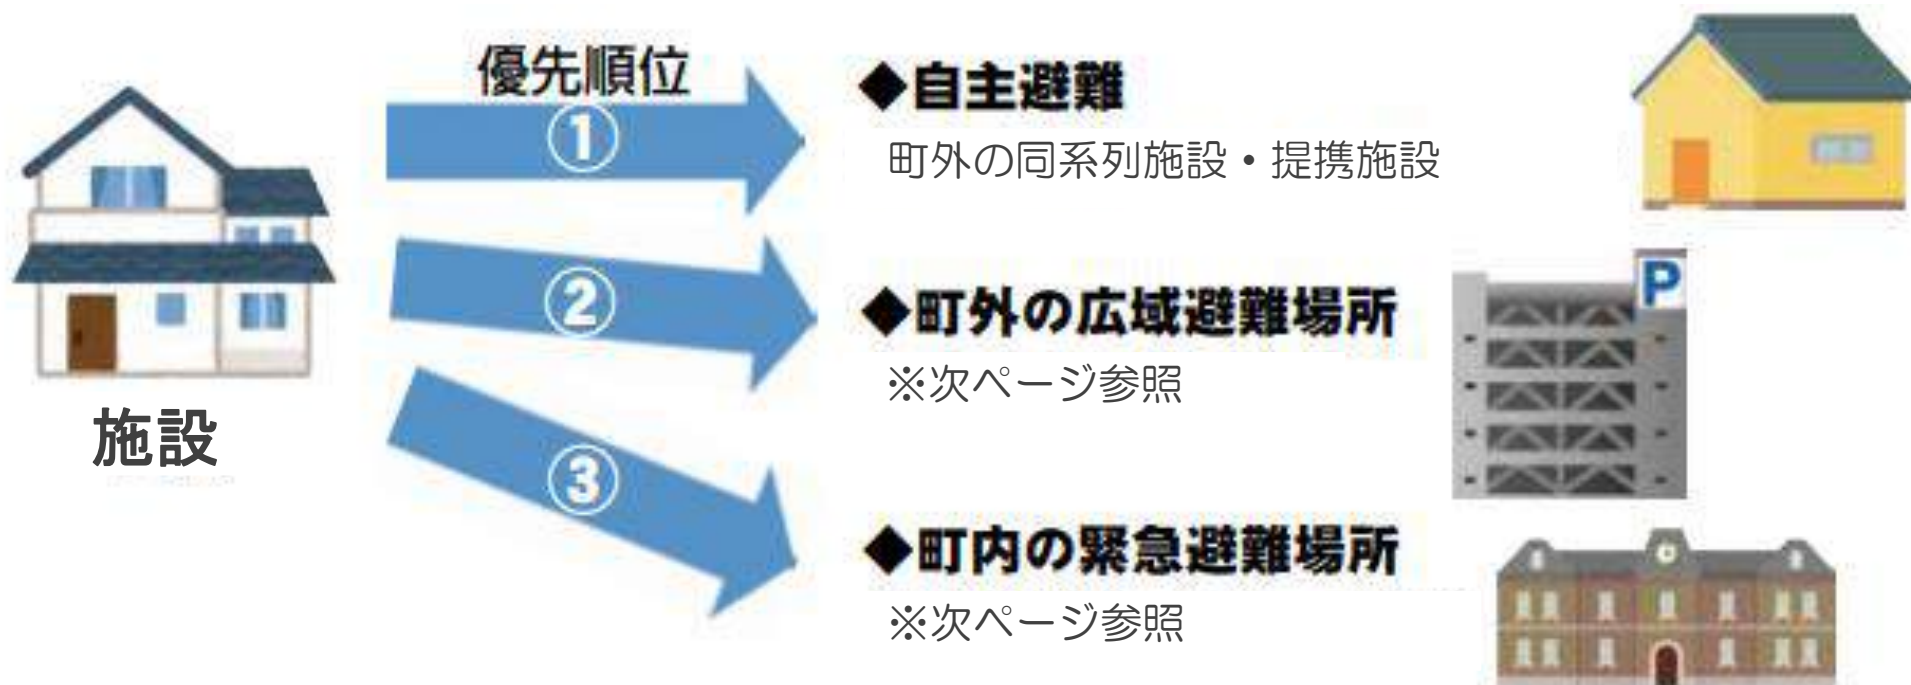 優先順位
①
◆自主避難
町外の同系列施設・提携施設
②
◆町外の広域避難場所
※次ページ参照
P
施設
③
◆町内の緊急避難場所
※次ページ参照